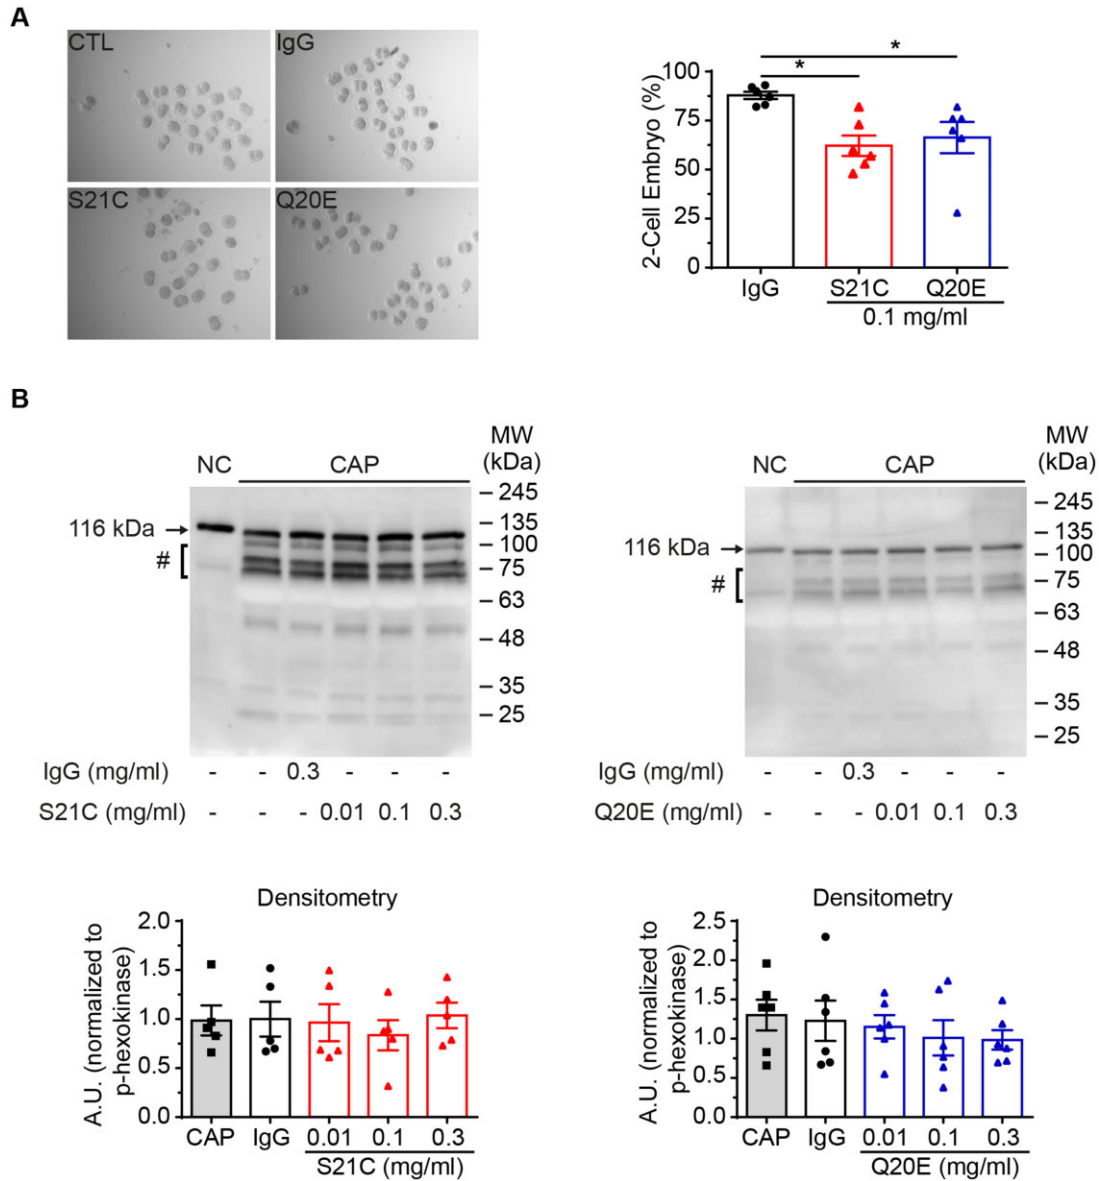 A
CTL
IgG
S21C
Q20E
* *
100
75
50
25
0
2-Cell Embryo (%)
IgG S21C Q20E
0.1 mg/ml
B
NC CAP MW
(kDa)
245
135
116 kDa
100
#
75
63
48
35
25
IgG (mg/ml) - - 0.3 - - -
S21C (mg/ml) - - - 0.01 0.1 0.3
NC CAP MW
(kDa)
245
135
116 kDa
100
#
75
63
48
35
25
IgG (mg/ml) - - 0.3 - - -
Q20E (mg/ml) - - - 0.01 0.1 0.3
Densitometry
A.U. (normalized to
p-hexokinase)
2.0
1.5
1.0
0.5
0.0
CAP IgG 0.01 0.1 0.3
S21C (mg/ml)
Densitometry
A.U. (normalized to
p-hexokinase)
2.5
2.0
1.5
1.0
0.5
0.0
CAP IgG 0.01 0.1 0.3
Q20E (mg/ml)